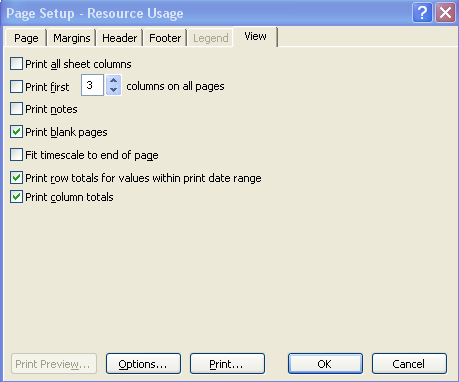 Page Setup - Resource Usage
Page Margins Header Footer Legend View
Print all sheet columns
Print first 3 columns on all pages
Print notes
Print blank pages
Fit timescale to end of page
Print row totals for values within print date range
Print column totals
Print Preview... Options... Print... OK Cancel